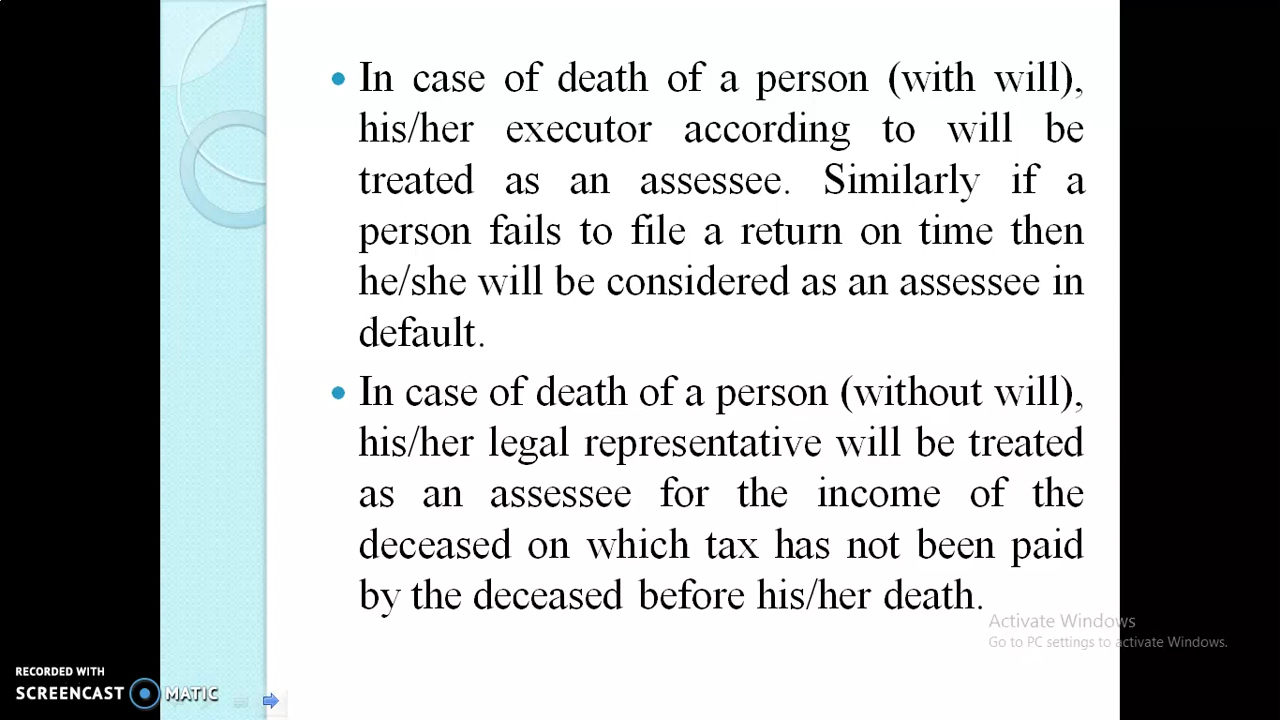 • In case of death of a person (with will),
his/her executor according to will be
treated as an assessee. Similarly if a
person fails to file a return on time then
he/she will be considered as an assessee in
default.
• In case of death of a person (without will),
his/her legal representative will be treated
as an assessee for the income of the
deceased on which tax has not been paid
by the deceased before his/her death.
Activate Windows
Go to PC settings to activate Windows.
RECORDED WITH
SCREENCAST MATIC